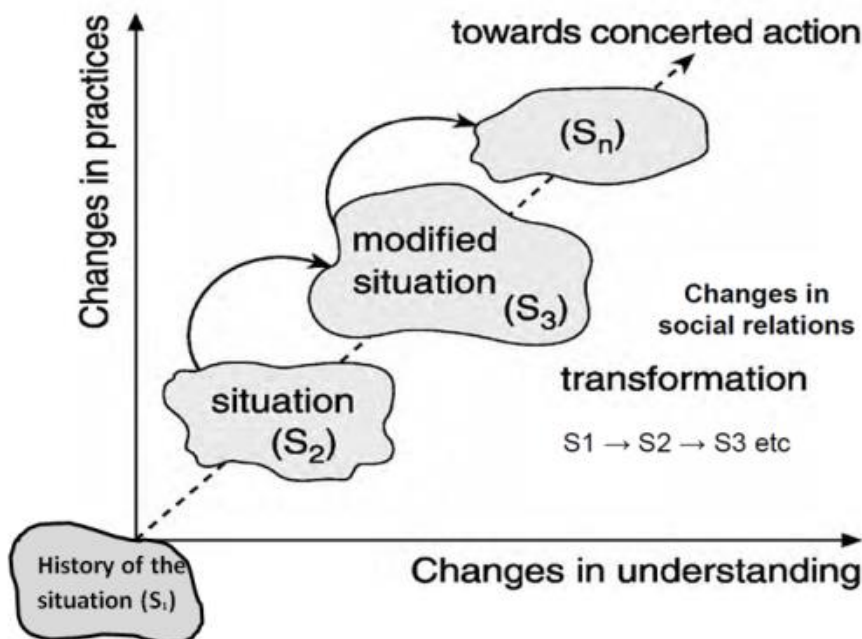 towards concerted action
Changes in practices
(Sₙ)
modified
situation
(S₃)
Changes in
social relations
transformation
situation
(S₂)
S1 → S2 → S3 etc
History of the
situation (S₁)
Changes in understanding